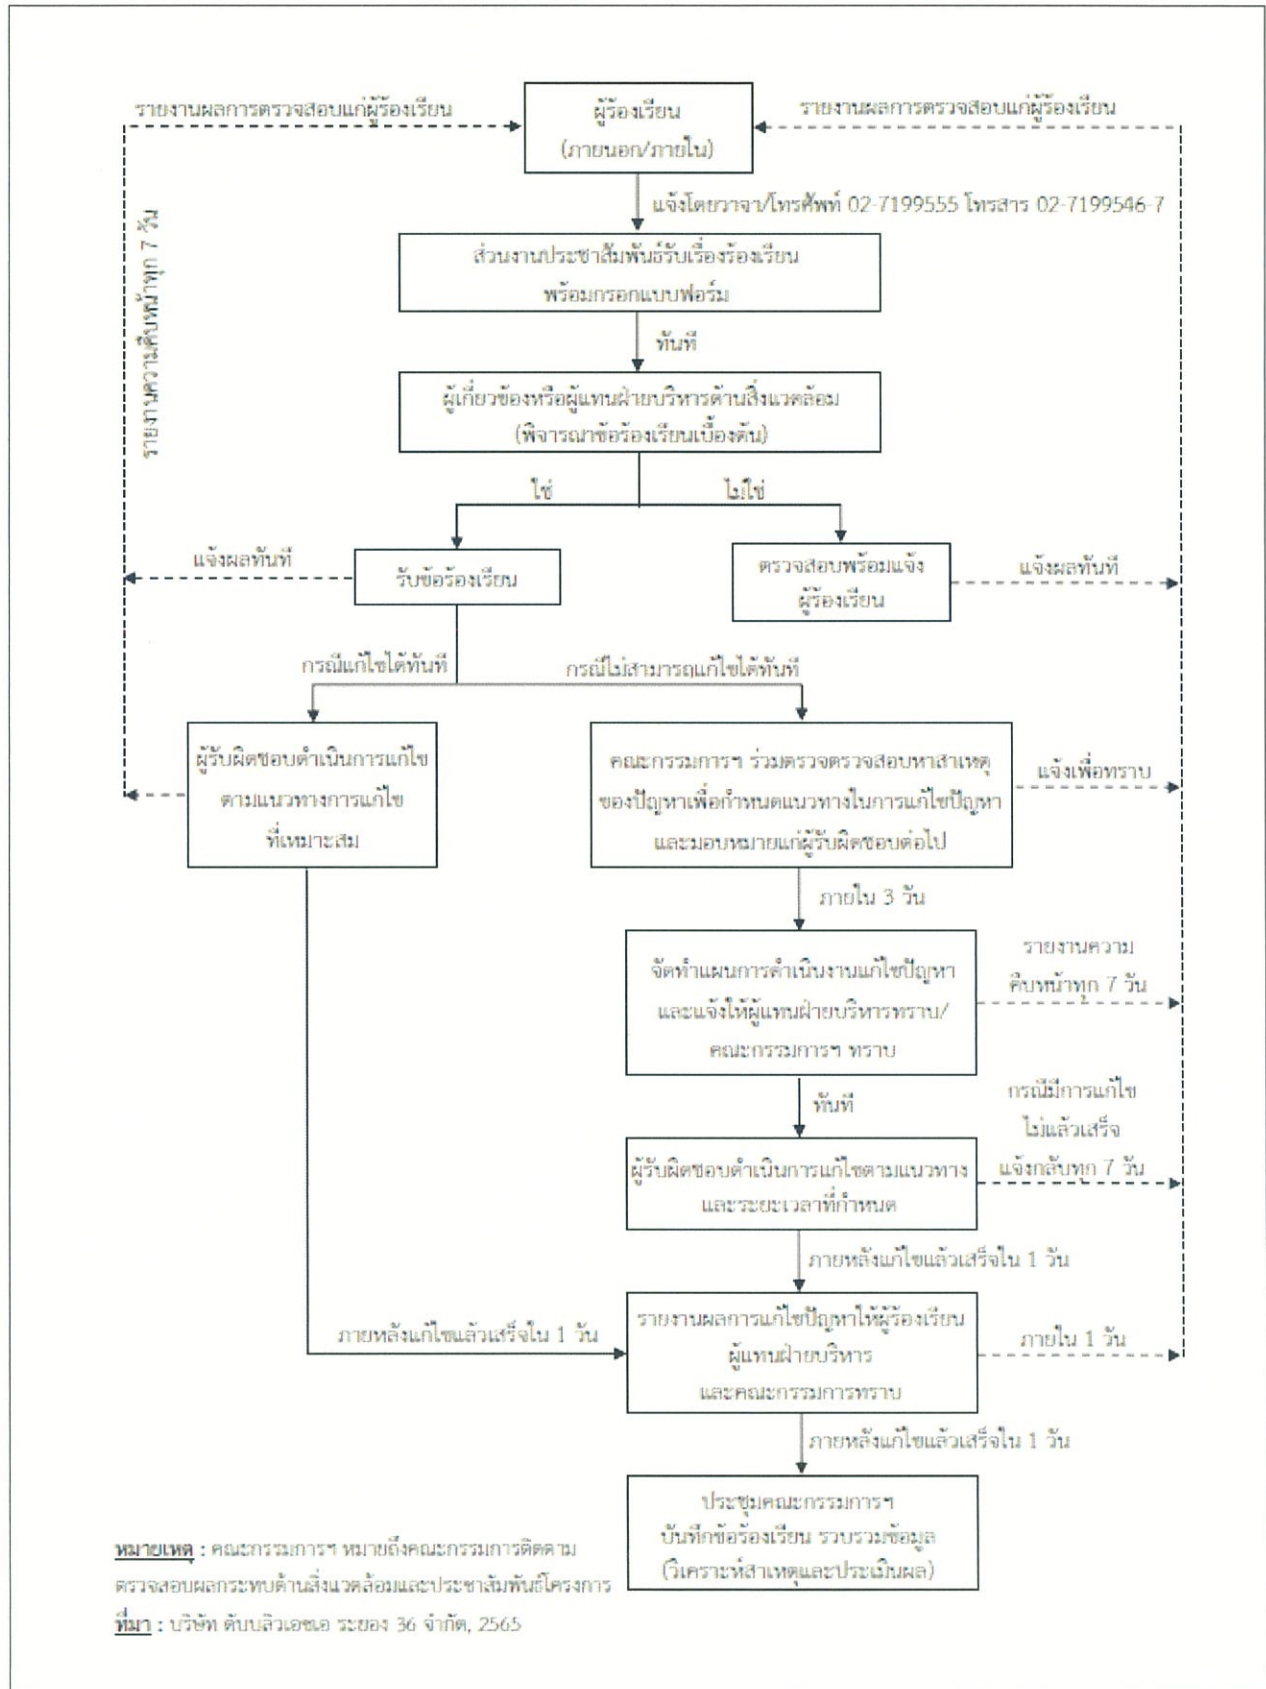 รายงานผลการตรวจสอบแก่ผู้ร้องเรียน
ผู้ร้องเรียน
(ภายนอก/ภายใน)
รายงานผลการตรวจสอบแก่ผู้ร้องเรียน
แจ้งโดยวาจา/โทรศัพท์ 02-7199555 โทรสาร 02-7199546-7
รายงานความคืบหน้าทุก 7 วัน
ส่วนงานประชาสัมพันธ์รับเรื่องร้องเรียน
พร้อมกรอกแบบฟอร์ม
ทันที
ผู้เกี่ยวข้องหรือผู้แทนฝ่ายบริหารด้านสิ่งแวดล้อม
(พิจารณาข้อร้องเรียนเบื้องต้น)
ใช่
ไม่ใช่
แจ้งผลทันที
รับข้อร้องเรียน
ตรวจสอบพร้อมแจ้ง
ผู้ร้องเรียน
แจ้งผลทันที
กรณีแก้ไขได้ทันที
กรณีไม่สามารถแก้ไขได้ทันที
ผู้รับผิดชอบดำเนินการแก้ไข
ตามแนวทางการแก้ไข
ที่เหมาะสม
คณะกรรมการฯ ร่วมตรวจตรวจสอบหาสาเหตุ
ของปัญหาเพื่อกำหนดแนวทางในการแก้ไขปัญหา
และมอบหมายแก่ผู้รับผิดชอบต่อไป
แจ้งเพื่อทราบ
ภายใน 3 วัน
จัดทำแผนการดำเนินงานแก้ไขปัญหา
และแจ้งให้ผู้แทนฝ่ายบริหารทราบ/
คณะกรรมการฯ ทราบ
รายงานความ
คืบหน้าทุก 7 วัน
ทันที
กรณีมีการแก้ไข
ไม่แล้วเสร็จ
แจ้งกลับทุก 7 วัน
ผู้รับผิดชอบดำเนินการแก้ไขตามแนวทาง
และระยะเวลาที่กำหนด
ภายหลังแก้ไขแล้วเสร็จใน 1 วัน
ภายหลังแก้ไขแล้วเสร็จใน 1 วัน
รายงานผลการแก้ไขปัญหาให้ผู้ร้องเรียน
ผู้แทนฝ่ายบริหาร
และคณะกรรมการทราบ
ภายใน 1 วัน
ภายหลังแก้ไขแล้วเสร็จใน 1 วัน
ประชุมคณะกรรมการฯ
บันทึกข้อร้องเรียน รวบรวมข้อมูล
(วิเคราะห์สาเหตุและประเมินผล)
หมายเหตุ : คณะกรรมการฯ หมายถึงคณะกรรมการติดตาม
ตรวจสอบผลกระทบด้านสิ่งแวดล้อมและประชาสัมพันธ์โครงการ
ที่มา : บริษัท ดับบลิวเอชเอ ระยอง 36 จำกัด, 2565